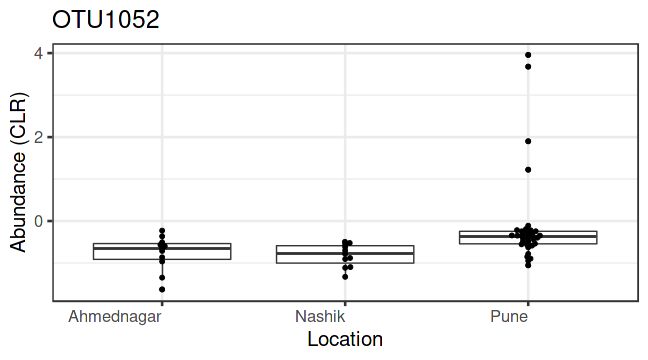 OTU1052
Abundance (CLR)
4
2
0
Ahmednagar
Nashik
Pune
Location